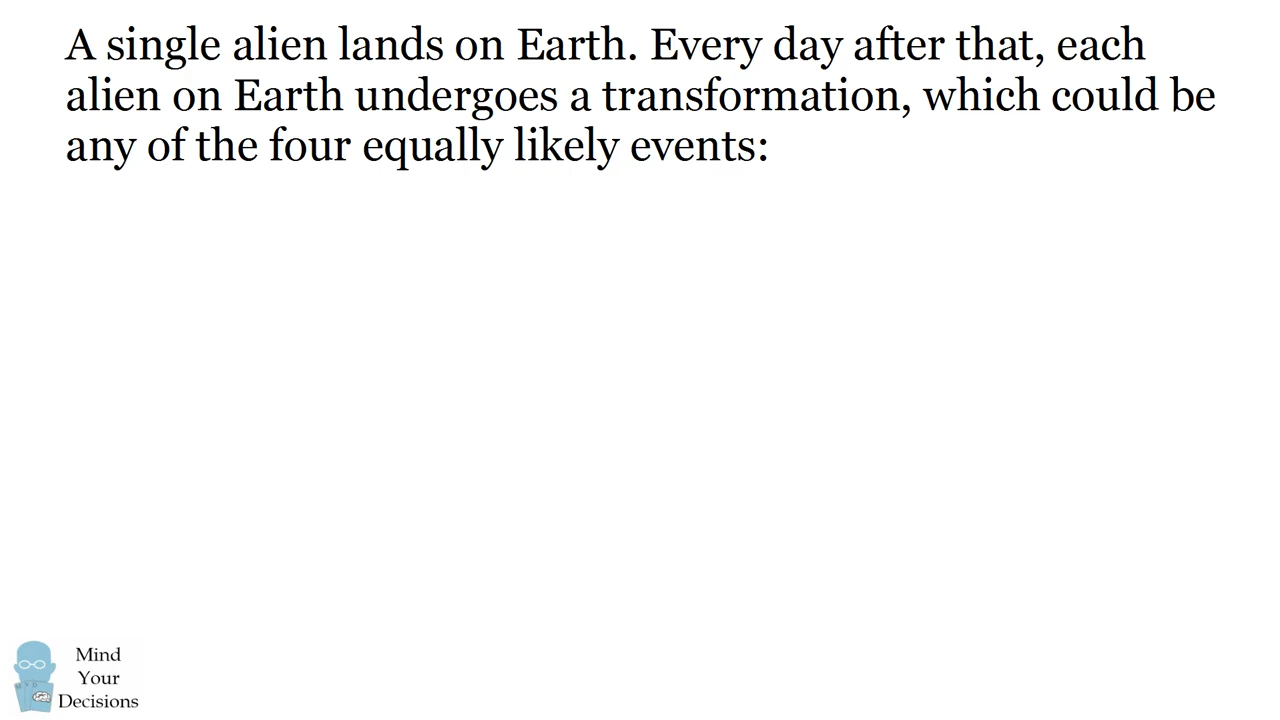 A single alien lands on Earth. Every day after that, each
alien on Earth undergoes a transformation, which could be
any of the four equally likely events:
Mind
Your
Decisions